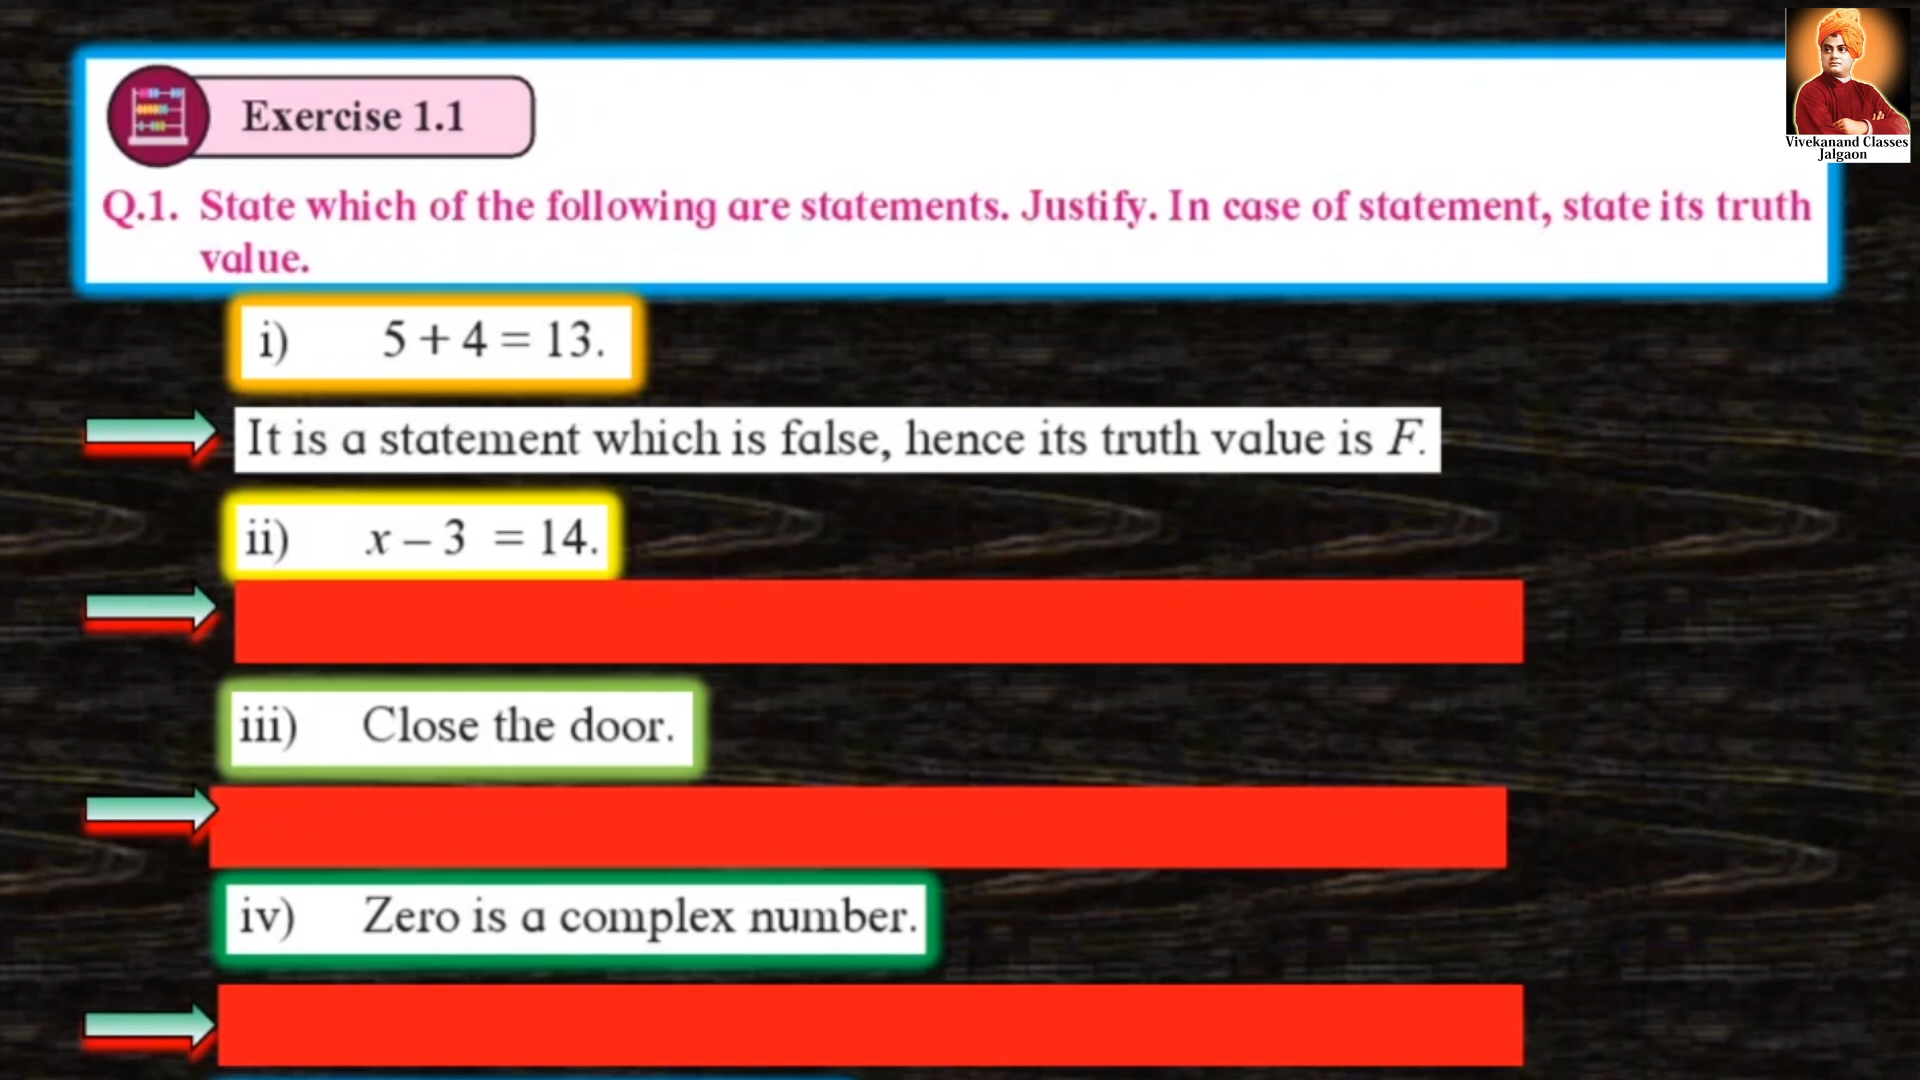 Vivekanand Classes
Jalgaon
Exercise 1.1
Q.1. State which of the following are statements. Justify. In case of statement, state its truth
value.
i) 5 + 4 = 13.
It is a statement which is false, hence its truth value is F.
ii) x – 3 = 14.
iii) Close the door.
iv) Zero is a complex number.